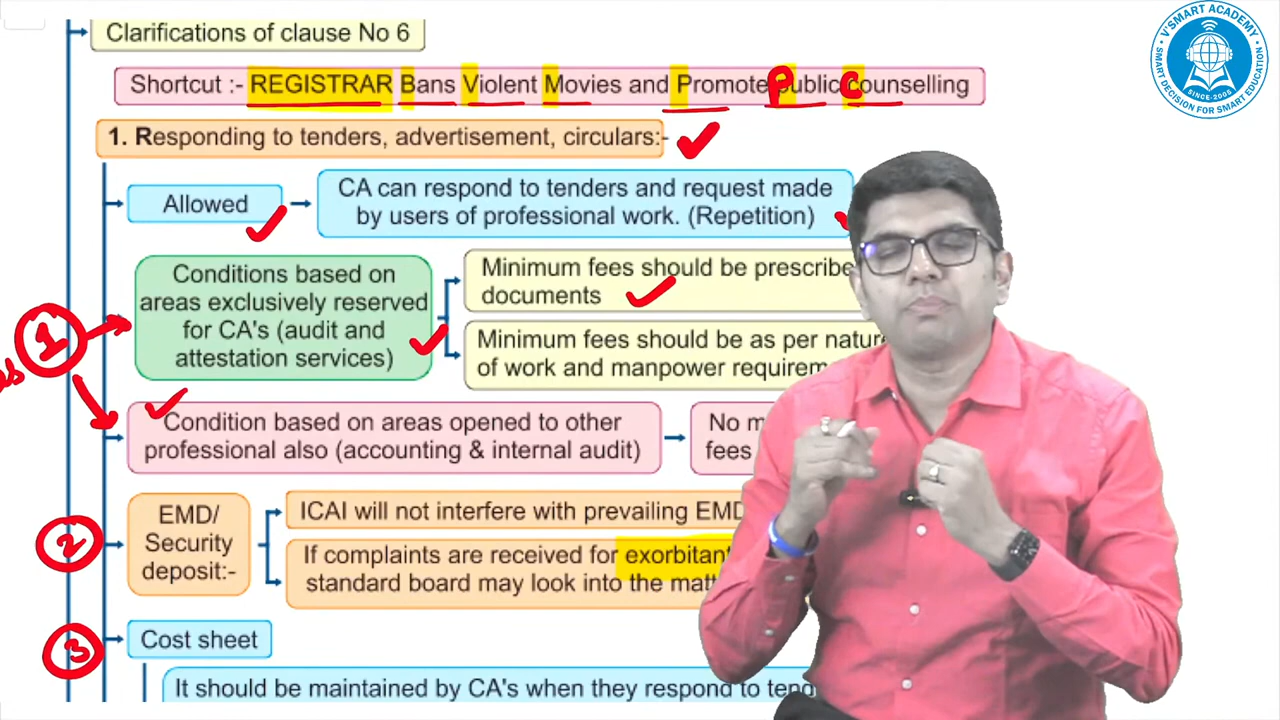 Clarifications of clause No 6
V'SMART ACADEMY
SMART DECISION FOR SMART EDUCATION
SINCE-2005
Shortcut :- REGISTRAR Bans Violent Movies and Promote public counselling
P C
1. Responding to tenders, advertisement, circulars:-
Allowed
CA can respond to tenders and request made
by users of professional work. (Repetition)
Conditions based on
areas exclusively reserved
for CA's (audit and
attestation services)
Minimum fees should be prescribe
documents
Minimum fees should be as per nature
of work and manpower requirem
1
Condition based on areas opened to other
professional also (accounting & internal audit)
No m
fees
2
EMD/
Security
deposit:-
ICAI will not interfere with prevailing EMD
If complaints are received for exorbitant
standard board may look into the matt
3
Cost sheet
It should be maintained by CA's when they respond to tend